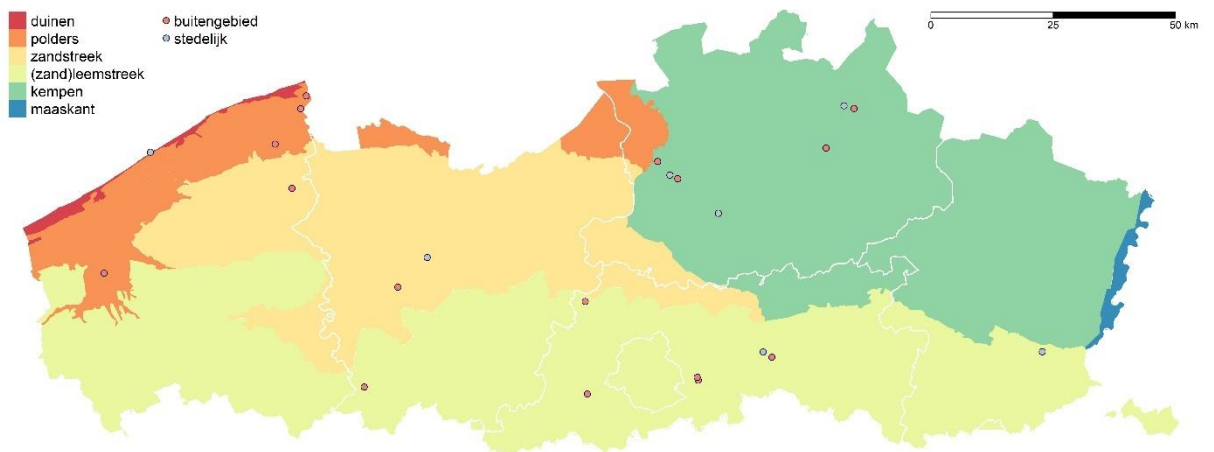 duinen
polders
zandstreek
(zand)leemstreek
kempen
maaskant
buitengebied
stedelijk
0 25 50 km